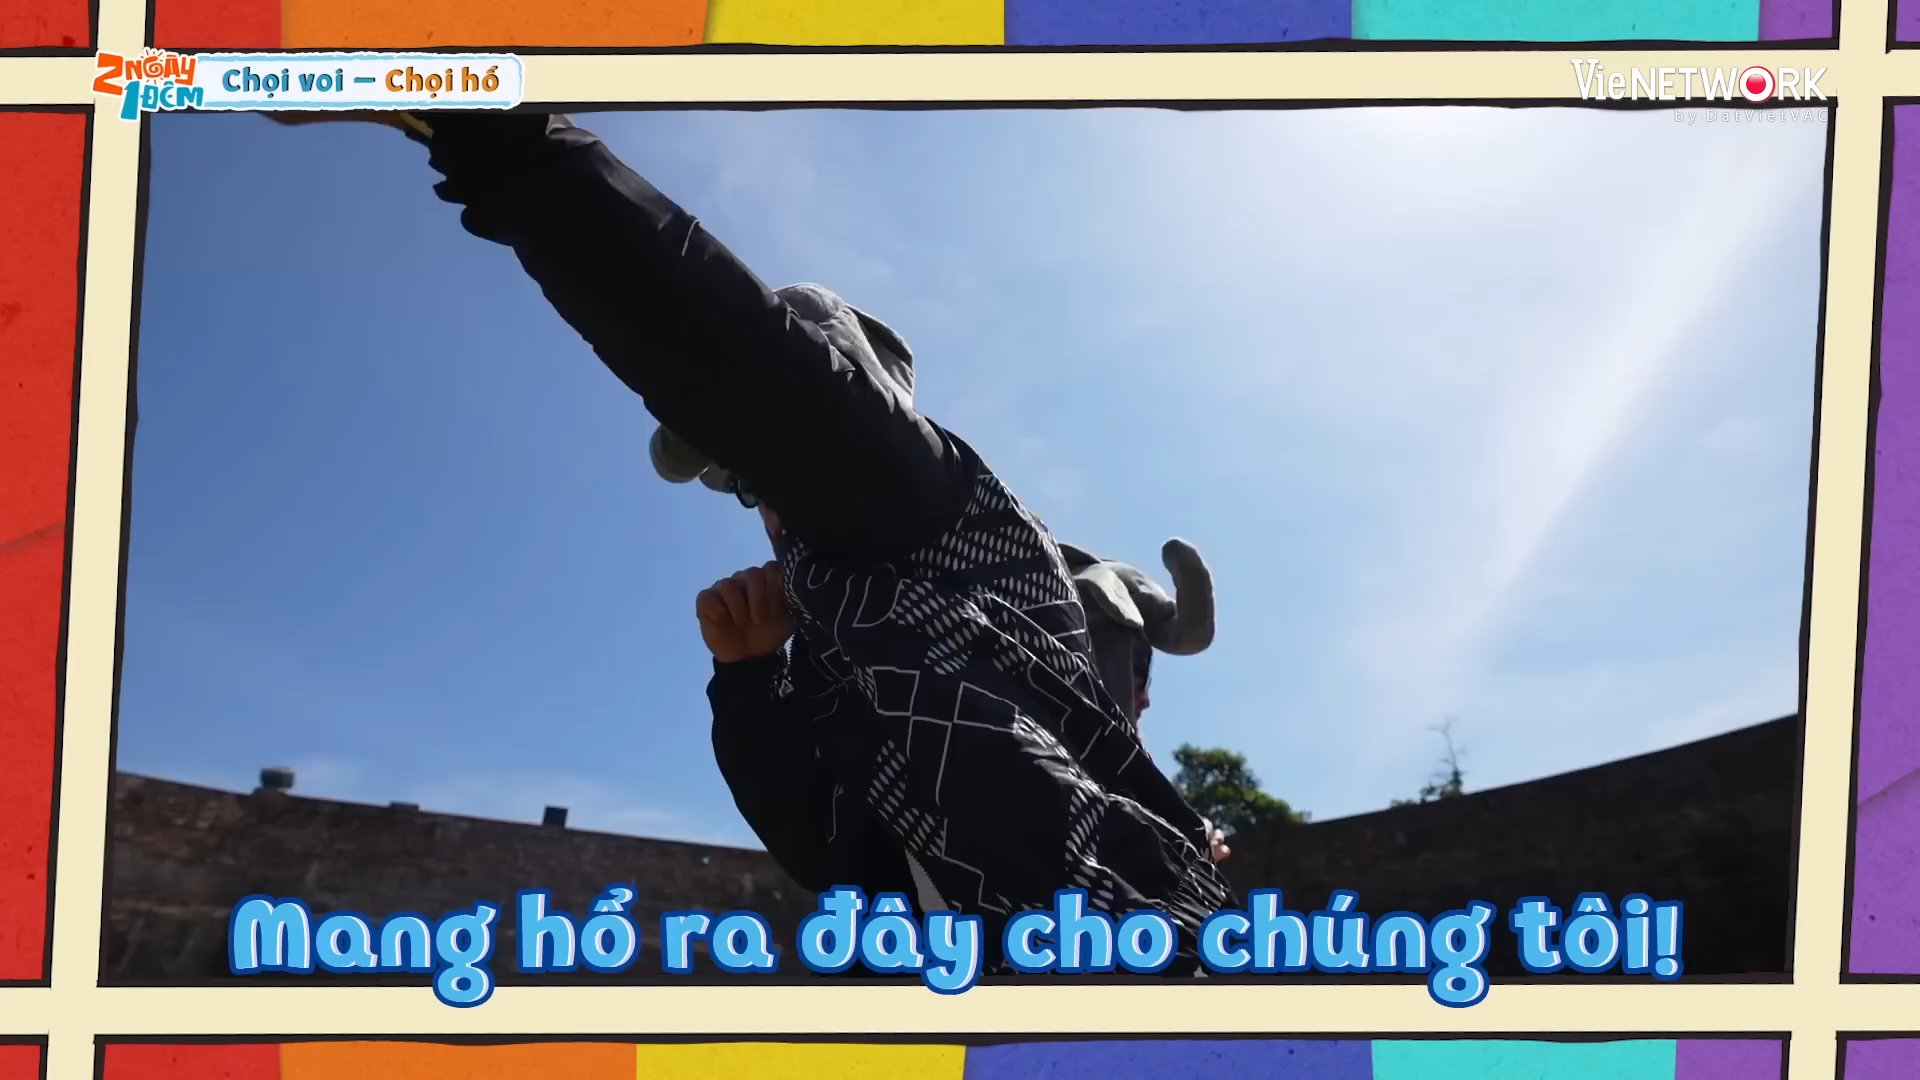 2 NGÀY 1 ĐÊM
Chọi voi – Chọi hổ
VieNETWORK
by DatVietVAC
Mang hổ ra đây cho chúng tôi!